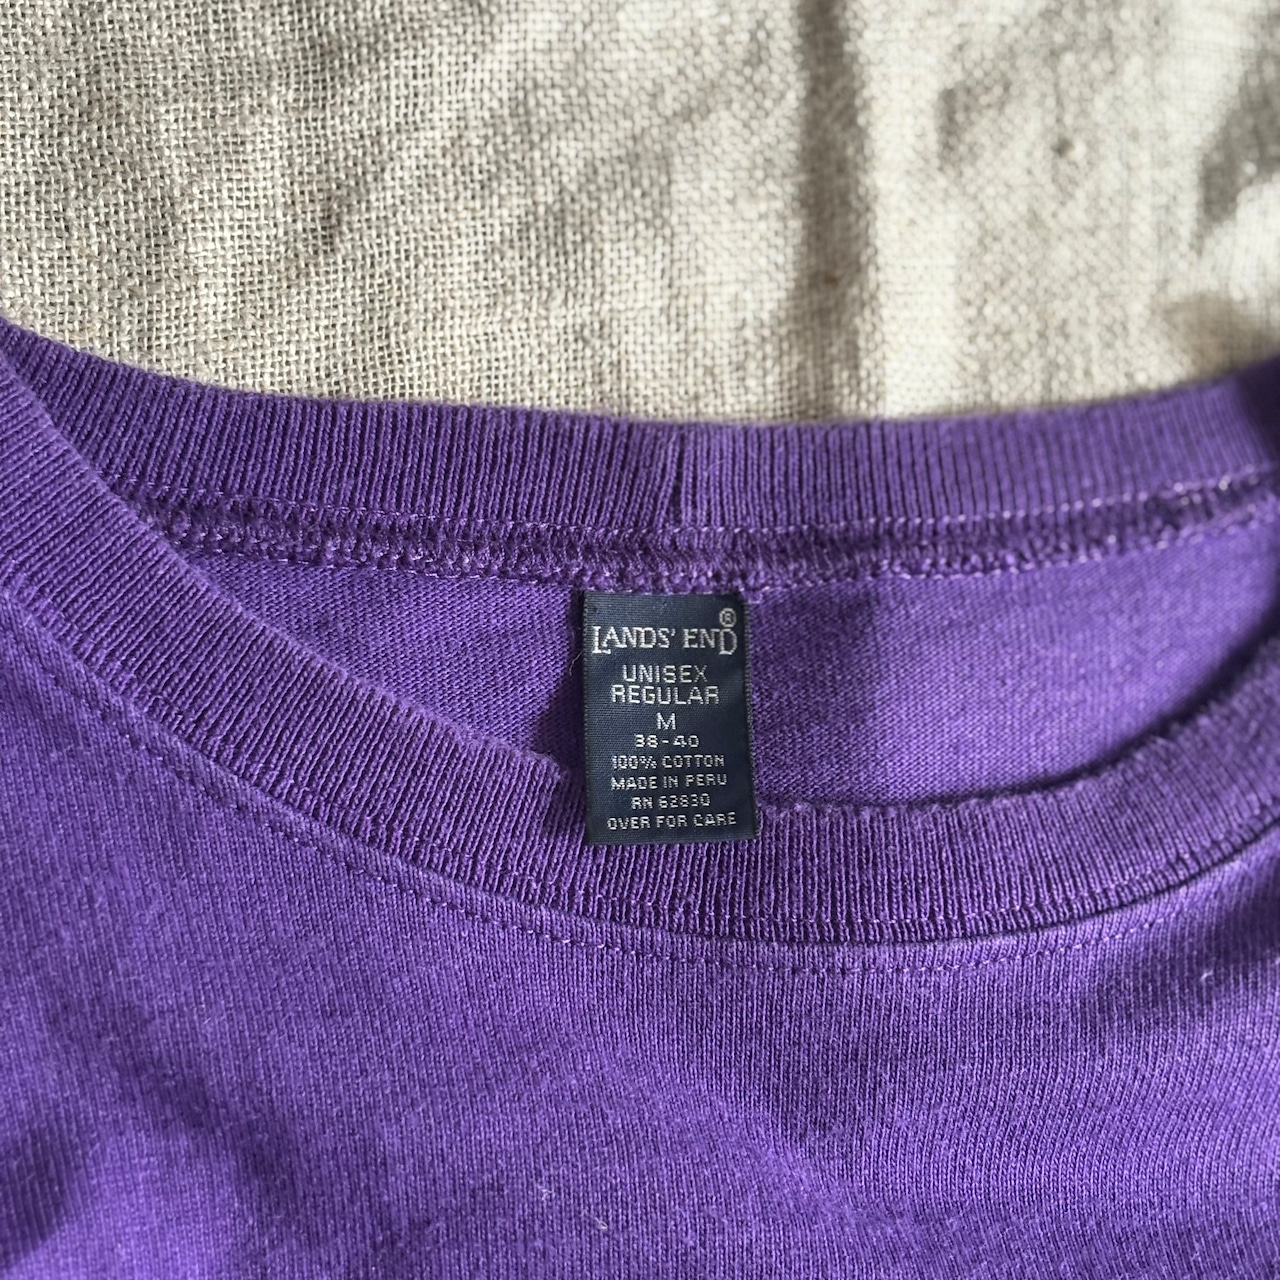 LANDS' END®
UNISEX
REGULAR
M
38-40
100% COTTON
MADE IN PERU
RN 62830
OVER FOR CARE